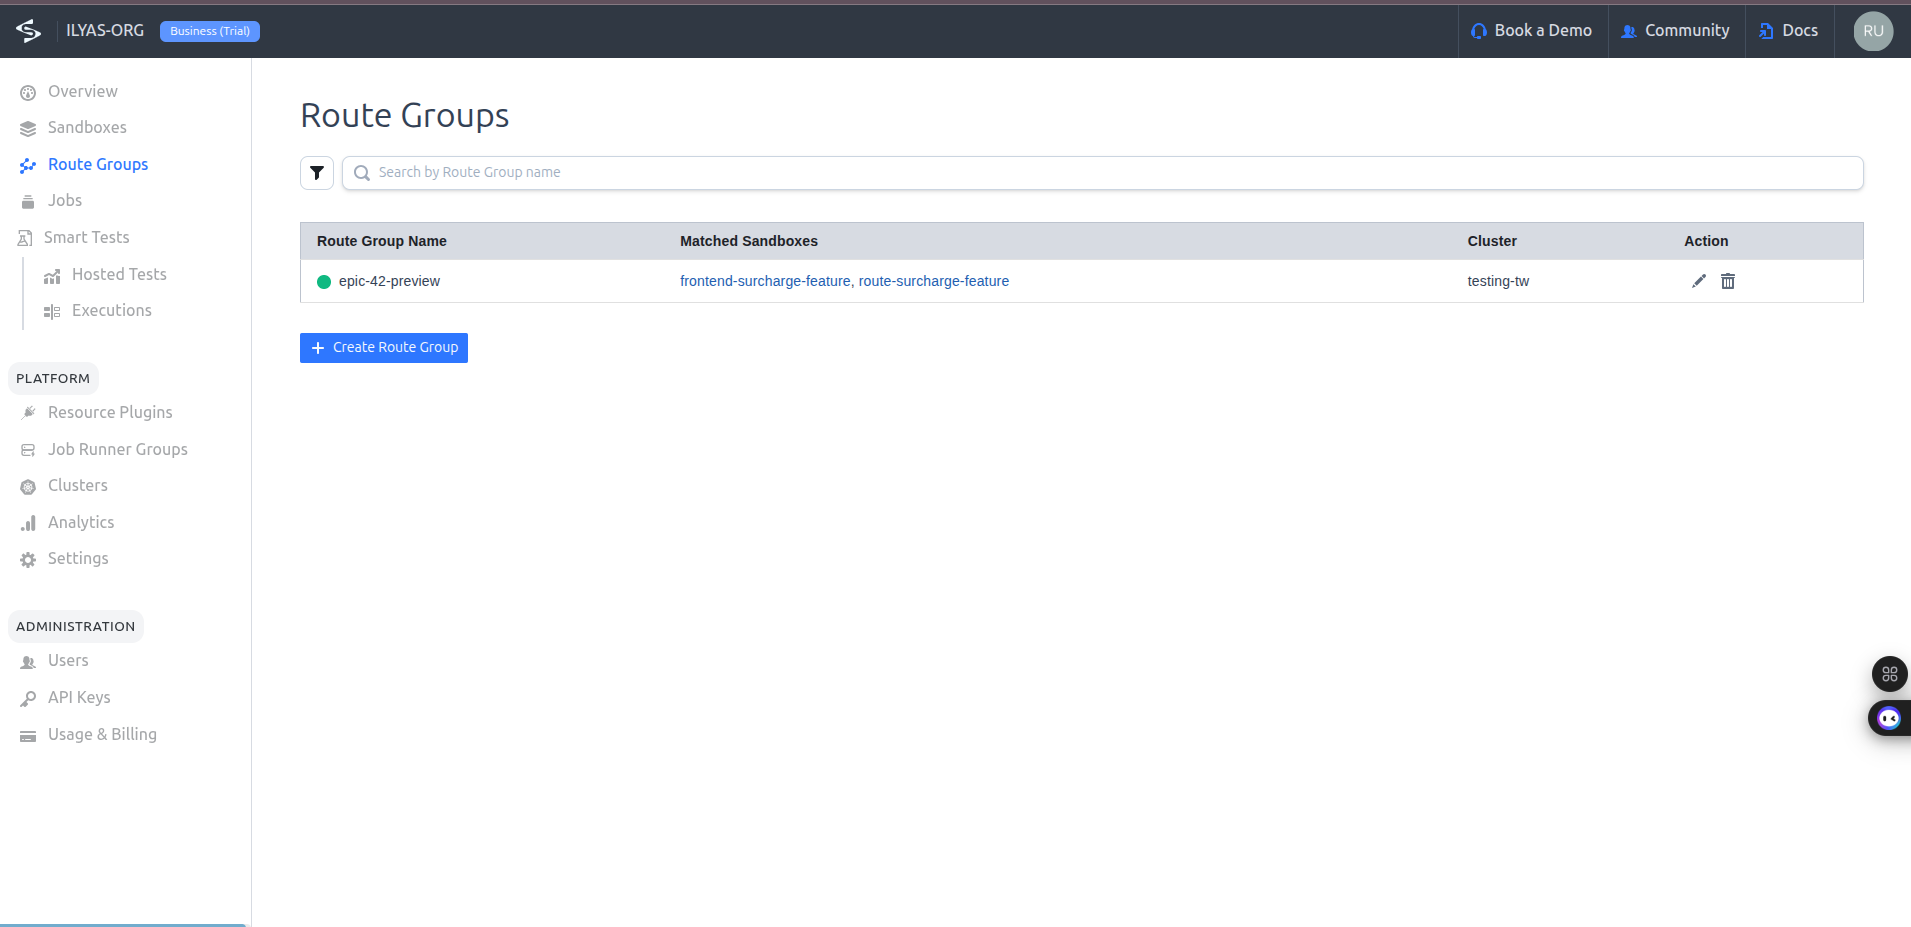 ILYAS-ORG Business (Trial) Book a Demo Community Docs RU
Overview
Sandboxes
Route Groups
Jobs
Smart Tests
Hosted Tests
Executions
PLATFORM
Resource Plugins
Job Runner Groups
Clusters
Analytics
Settings
ADMINISTRATION
Users
API Keys
Usage & Billing
Route Groups
Search by Route Group name
Route Group Name Matched Sandboxes Cluster Action
epic-42-preview frontend-surcharge-feature, route-surcharge-feature testing-tw
Create Route Group